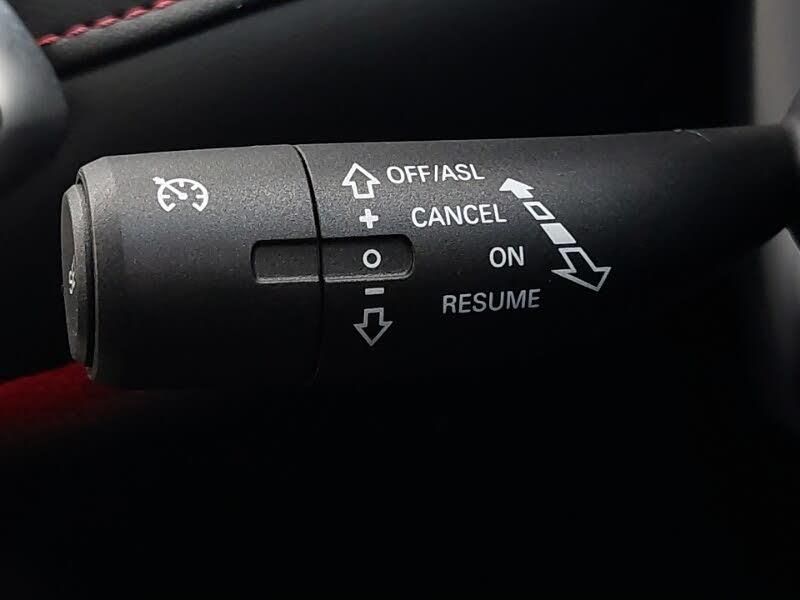 OFF/ASL
+ CANCEL
O ON
– RESUME